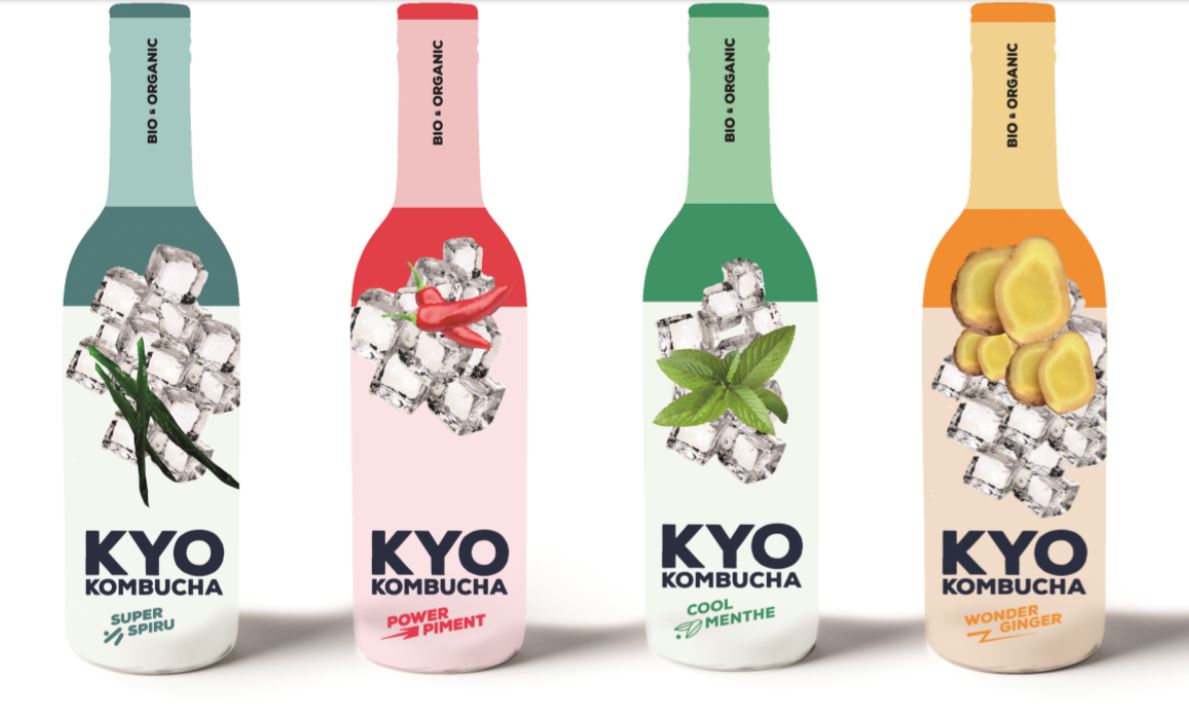 BIO & ORGANIC
KYO
KOMBUCHA
SUPER
SPIRU
BIO & ORGANIC
KYO
KOMBUCHA
POWER
PIMENT
BIO & ORGANIC
KYO
KOMBUCHA
COOL
MENTHE
BIO & ORGANIC
KYO
KOMBUCHA
WONDER
GINGER